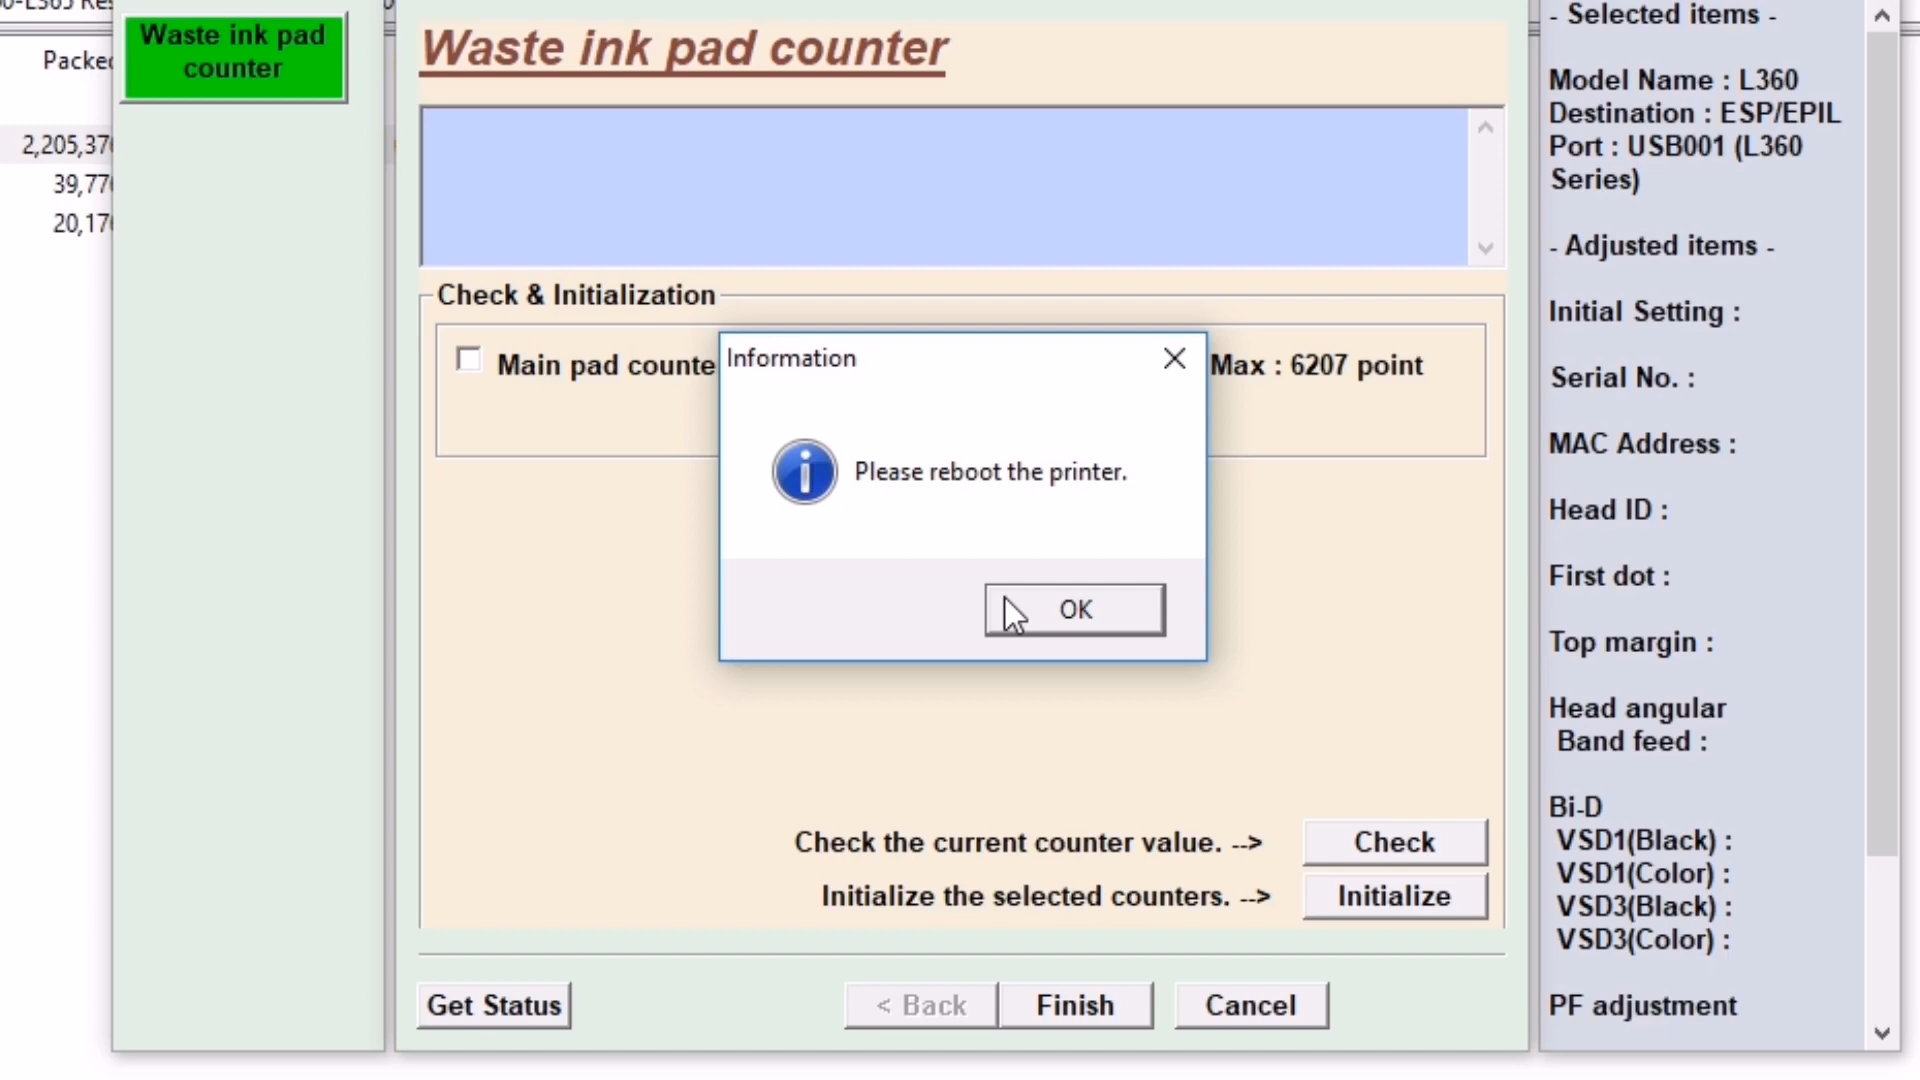 Waste ink pad
counter
Packed
2,205,37
39,77
20,17
Waste ink pad counter
Check & Initialization
Main pad counte
Max : 6207 point
Information
Please reboot the printer.
OK
Check the current counter value. -->
Check
Initialize the selected counters. -->
Initialize
Get Status
< Back
Finish
Cancel
- Selected items -
Model Name : L360
Destination : ESP/EPIL
Port : USB001 (L360
Series)
- Adjusted items -
Initial Setting :
Serial No. :
MAC Address :
Head ID :
First dot :
Top margin :
Head angular
Band feed :
Bi-D
VSD1(Black) :
VSD1(Color) :
VSD3(Black) :
VSD3(Color) :
PF adjustment